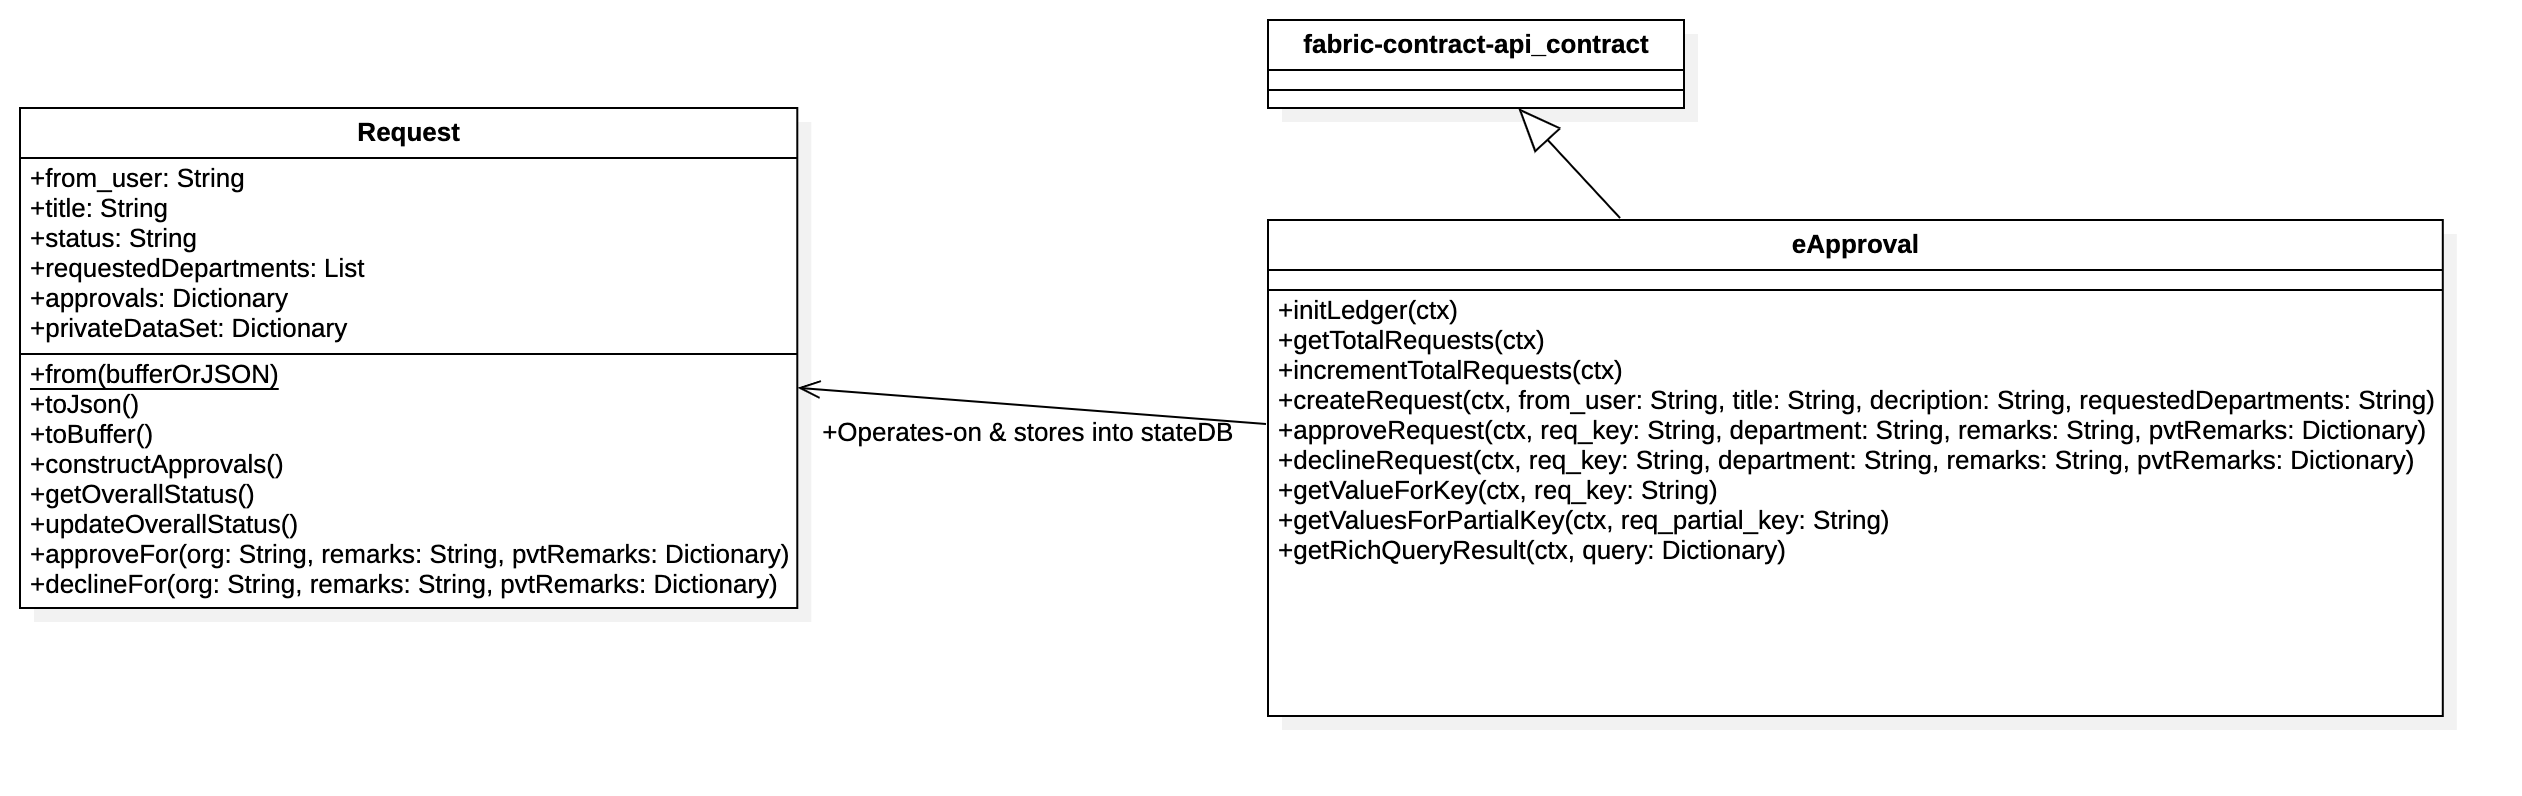 fabric-contract-api_contract
Request
+from_user: String
+title: String
+status: String
+requestedDepartments: List
+approvals: Dictionary
+privateDataSet: Dictionary
+from(bufferOrJSON)
+toJson()
+toBuffer()
+constructApprovals()
+getOverallStatus()
+updateOverallStatus()
+approveFor(org: String, remarks: String, pvtRemarks: Dictionary)
+declineFor(org: String, remarks: String, pvtRemarks: Dictionary)
+Operates-on & stores into stateDB
eApproval
+initLedger(ctx)
+getTotalRequests(ctx)
+incrementTotalRequests(ctx)
+createRequest(ctx, from_user: String, title: String, decription: String, requestedDepartments: String)
+approveRequest(ctx, req_key: String, department: String, remarks: String, pvtRemarks: Dictionary)
+declineRequest(ctx, req_key: String, department: String, remarks: String, pvtRemarks: Dictionary)
+getValueForKey(ctx, req_key: String)
+getValuesForPartialKey(ctx, req_partial_key: String)
+getRichQueryResult(ctx, query: Dictionary)